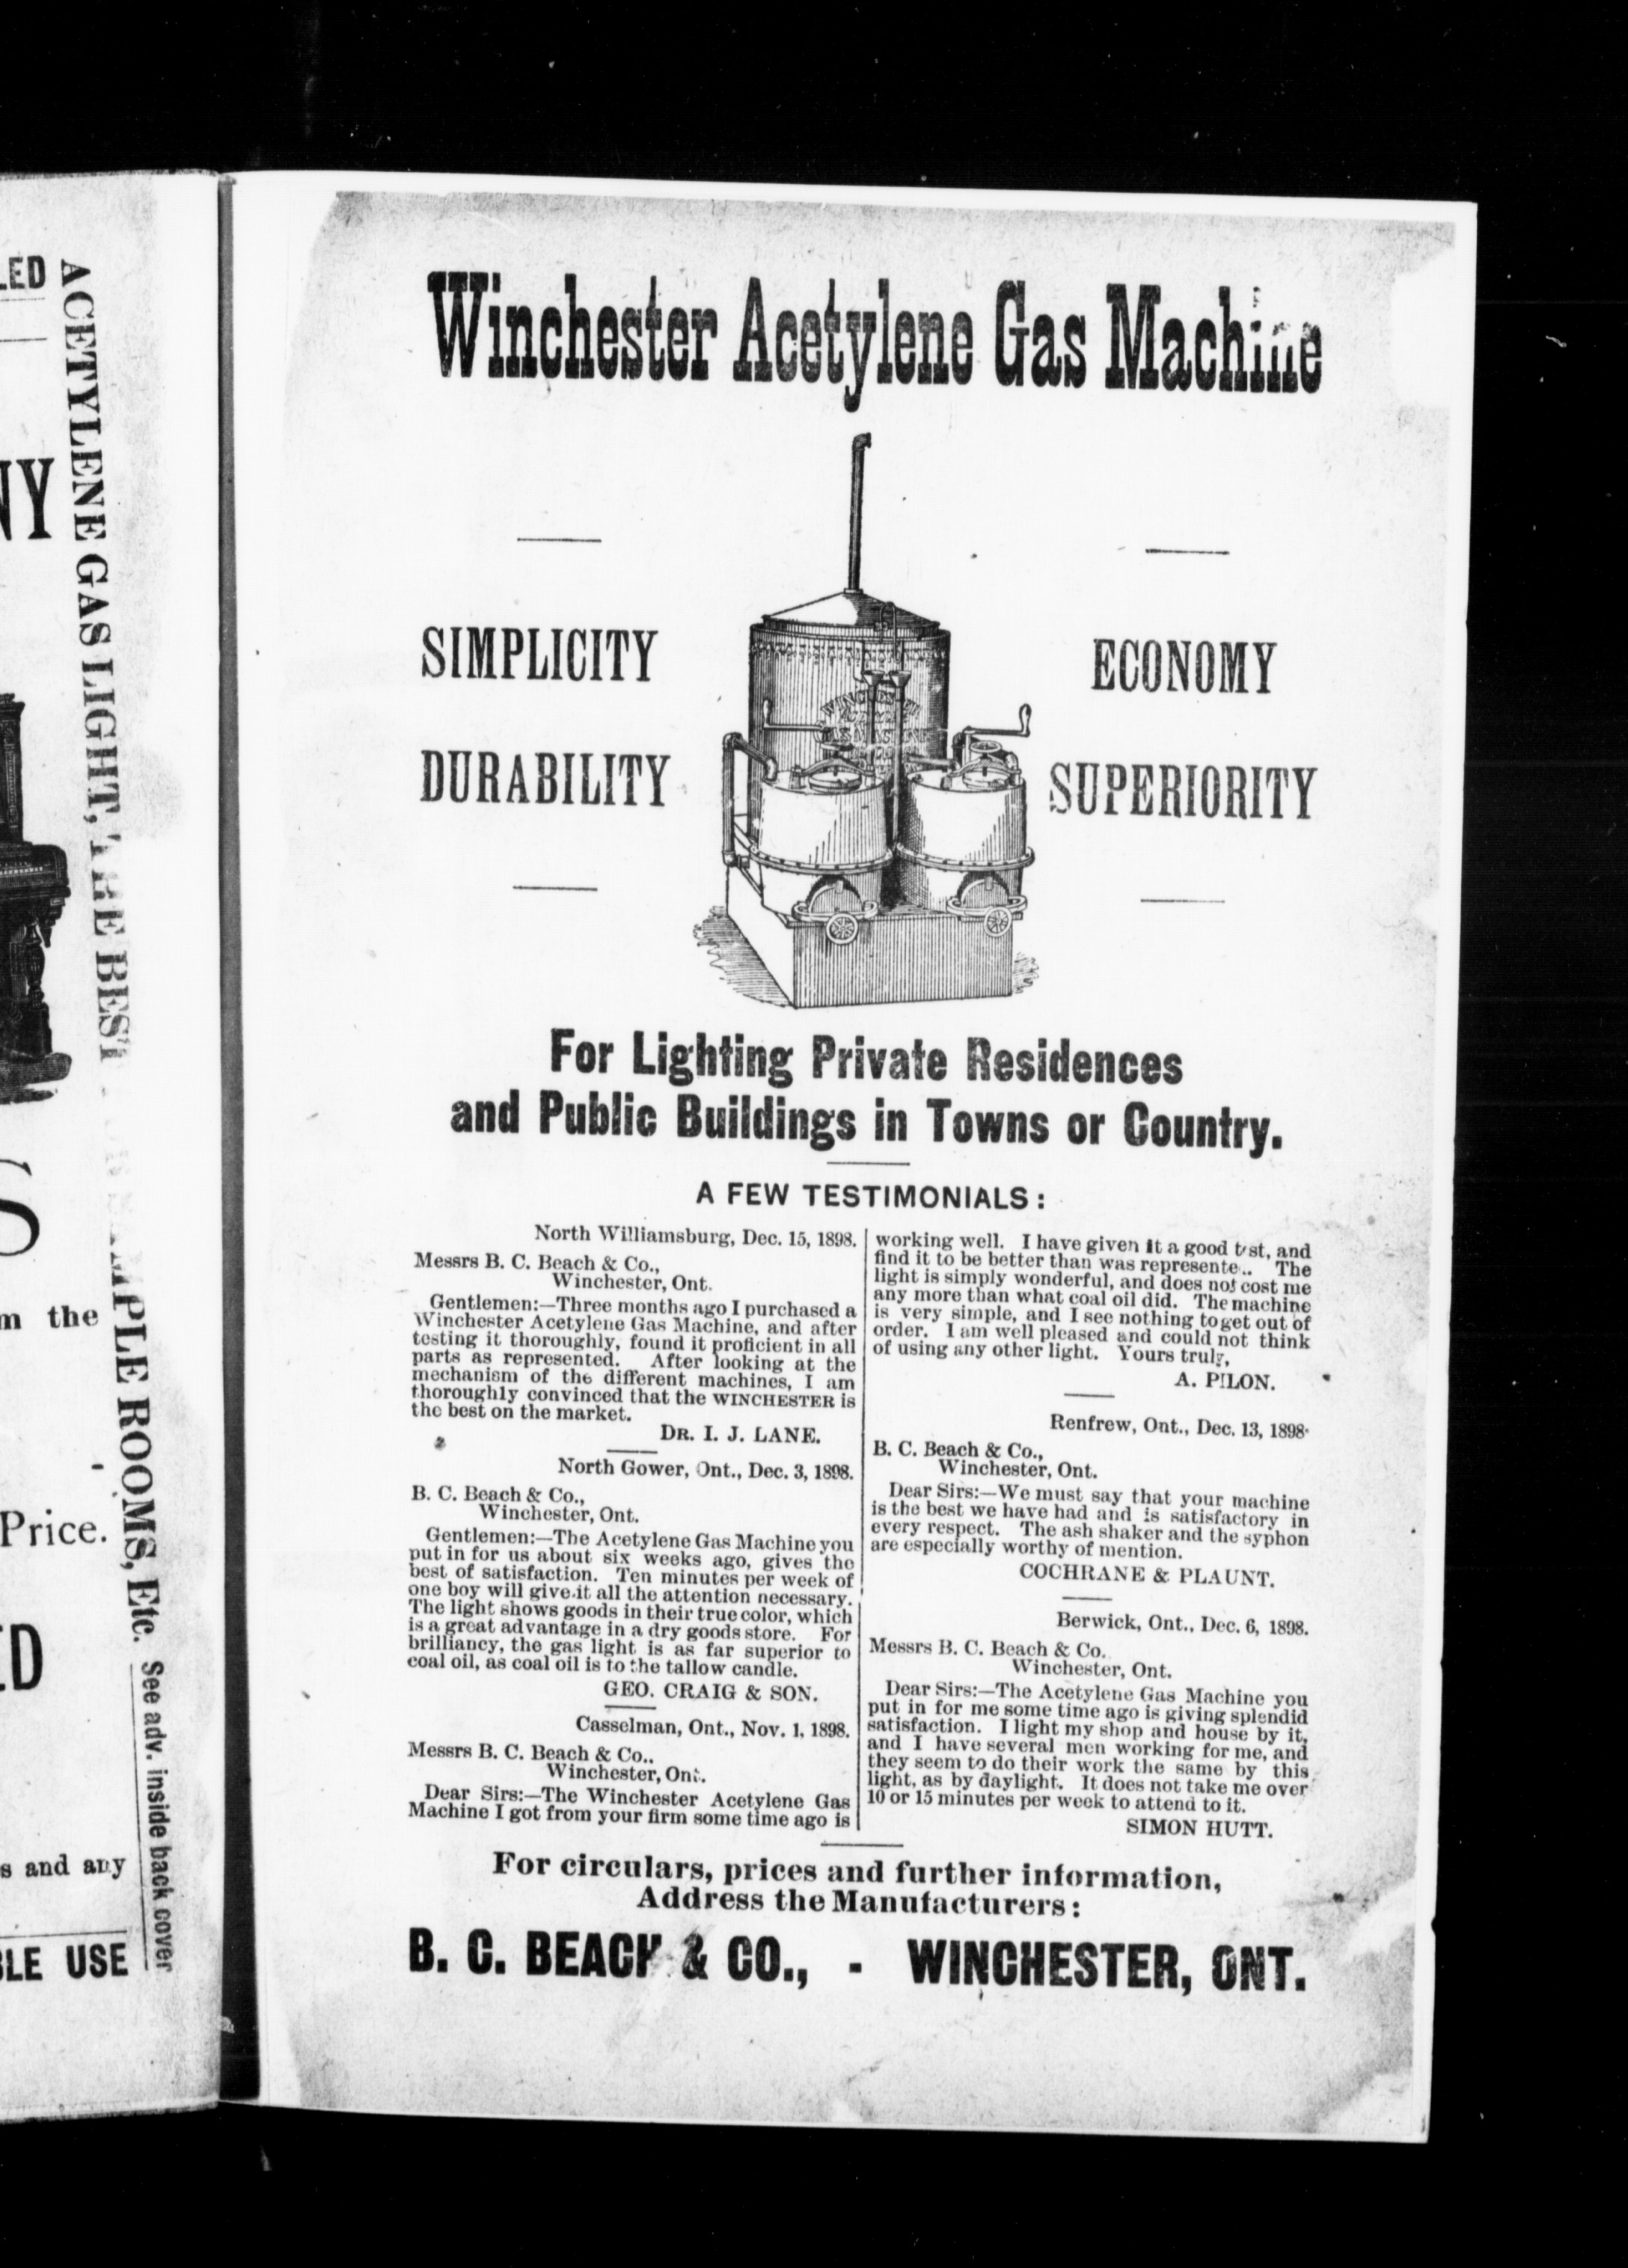 LED
NY
S
m the
Price.
ED
s and any
BLE USE
ACETYLENE GAS LIGHT, THE BEST SAMPLE ROOMS, Etc. See adv. inside back cover
Winchester Acetylene Gas Machine
SIMPLICITY
DURABILITY
ECONOMY
SUPERIORITY
WINCHESTER
GAS MACHINE
For Lighting Private Residences
and Public Buildings in Towns or Country.
A FEW TESTIMONIALS:
North Williamsburg, Dec. 15, 1898.
Messrs B. C. Beach & Co.,
Winchester, Ont.
Gentlemen:—Three months ago I purchased a
Winchester Acetylene Gas Machine, and after
testing it thoroughly, found it proficient in all
parts as represented. After looking at the
mechanism of the different machines, I am
thoroughly convinced that the WINCHESTER is
the best on the market.
DR. I. J. LANE.
North Gower, Ont., Dec. 3, 1898.
B. C. Beach & Co.,
Winchester, Ont.
Gentlemen:—The Acetylene Gas Machine you
put in for us about six weeks ago, gives the
best of satisfaction. Ten minutes per week of
one boy will give it all the attention necessary.
The light shows goods in their true color, which
is a great advantage in a dry goods store. For
brilliancy, the gas light is as far superior to
coal oil, as coal oil is to the tallow candle.
GEO. CRAIG & SON.
Casselman, Ont., Nov. 1, 1898.
Messrs B. C. Beach & Co..
Winchester, Ont.
Dear Sirs:—The Winchester Acetylene Gas
Machine I got from your firm some time ago is
working well. I have given it a good test, and
find it to be better than was represente.. The
light is simply wonderful, and does not cost me
any more than what coal oil did. The machine
is very simple, and I see nothing to get out of
order. I am well pleased and could not think
of using any other light. Yours truly,
A. PILON.
Renfrew, Ont., Dec. 13, 1898.
B. C. Beach & Co.,
Winchester, Ont.
Dear Sirs:—We must say that your machine
is the best we have had and is satisfactory in
every respect. The ash shaker and the syphon
are especially worthy of mention.
COCHRANE & PLAUNT.
Berwick, Ont., Dec. 6, 1898.
Messrs B. C. Beach & Co.
Winchester, Ont.
Dear Sirs:—The Acetylene Gas Machine you
put in for me some time ago is giving splendid
satisfaction. I light my shop and house by it,
and I have several men working for me, and
they seem to do their work the same by this
light, as by daylight. It does not take me over
10 or 15 minutes per week to attend to it.
SIMON HUTT.
For circulars, prices and further information,
Address the Manufacturers:
B. C. BEACH & CO., - WINCHESTER, ONT.